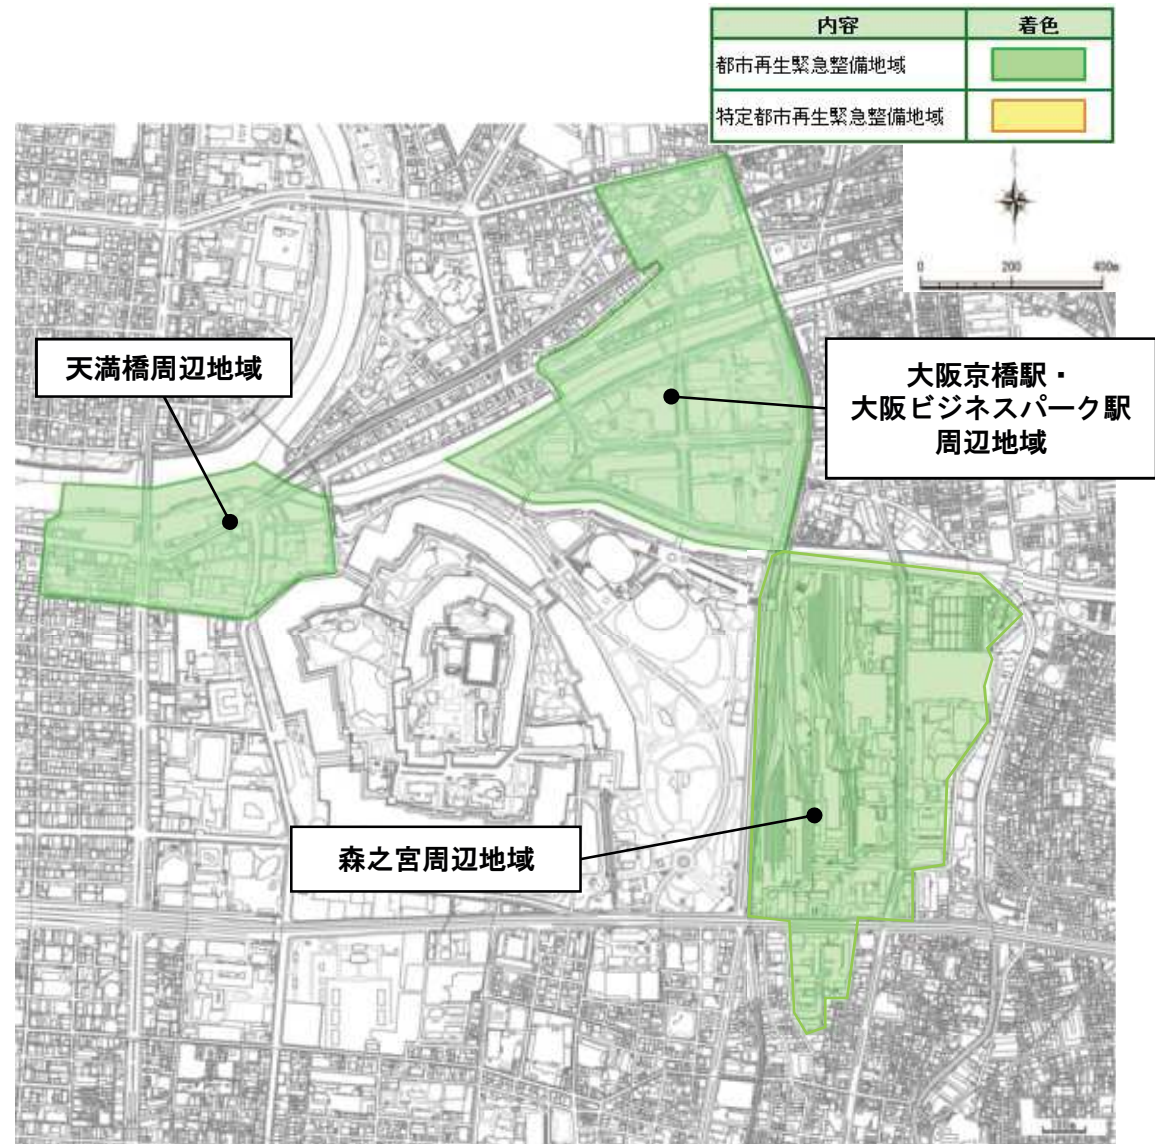 内容 着色
都市再生緊急整備地域
特定都市再生緊急整備地域
0 200 400m
天満橋周辺地域
大阪京橋駅・
大阪ビジネスパーク駅
周辺地域
森之宮周辺地域